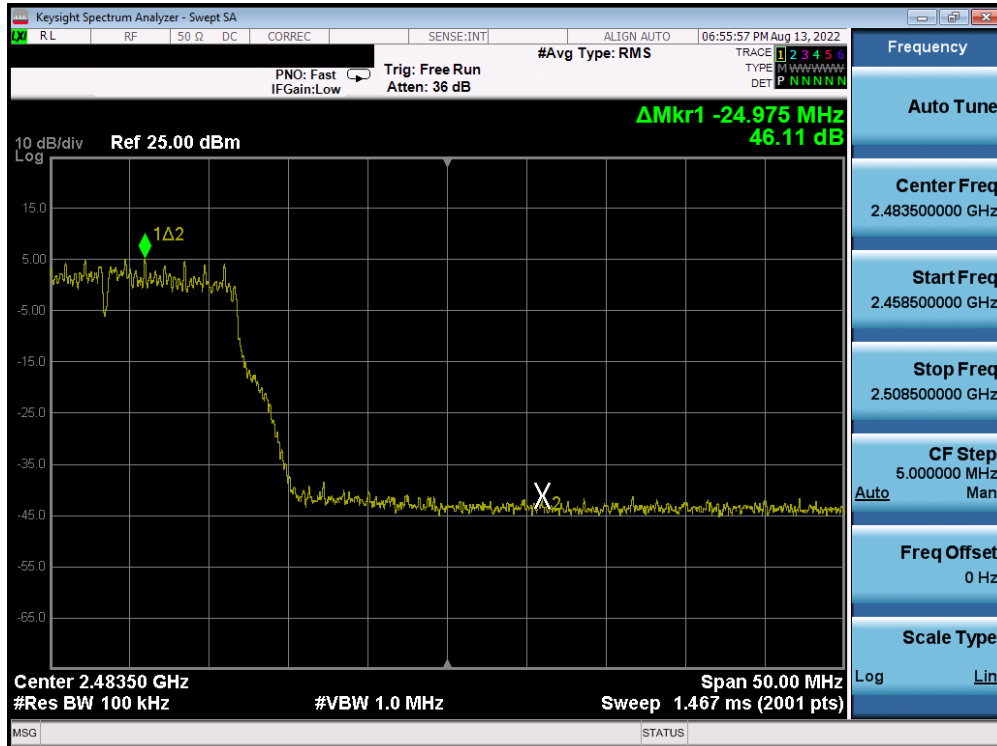 Keysight Spectrum Analyzer - Swept SA
LXI RL RF 50 Ω DC CORREC SENSE:INT ALIGN AUTO 06:55:57 PM Aug 13, 2022
#Avg Type: RMS
TRACE 1 2 3 4 5 6
PNO: Fast Trig: Free Run
TYPE M WWWWW
IFGain:Low Atten: 36 dB
DET P N N N N N
ΔMkr1 -24.975 MHz
46.11 dB
10 dB/div Ref 25.00 dBm
Log
15.0
1Δ2
5.00
-5.00
-15.0
-25.0
-35.0
X2
-45.0
-55.0
-65.0
Center 2.48350 GHz Span 50.00 MHz
#Res BW 100 kHz #VBW 1.0 MHz Sweep 1.467 ms (2001 pts)
MSG STATUS
Frequency
Auto Tune
Center Freq
2.483500000 GHz
Start Freq
2.458500000 GHz
Stop Freq
2.508500000 GHz
CF Step
5.000000 MHz
Auto Man
Freq Offset
0 Hz
Scale Type
Log Lin